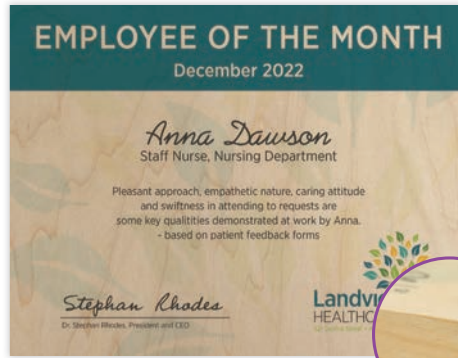 EMPLOYEE OF THE MONTH
December 2022
Anna Dawson
Staff Nurse, Nursing Department
Pleasant approach, empathetic nature, caring attitude
and swiftness in attending to requests are
some key qualitities demonstrated at work by Anna.
- based on patient feedback forms
Stephan Rhodes
Dr. Stephan Rhodes, President and CEO